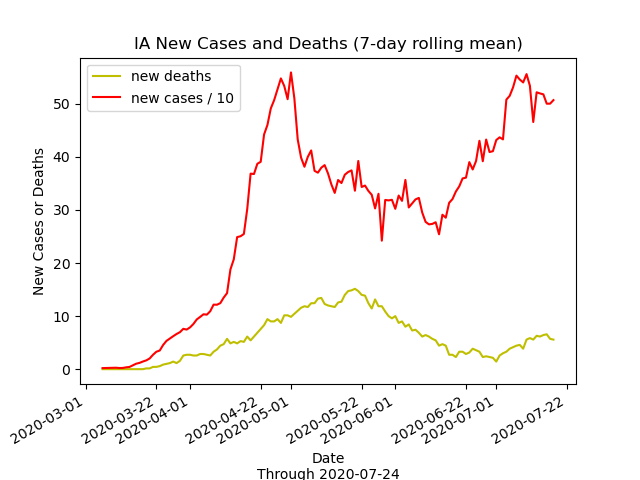 IA New Cases and Deaths (7-day rolling mean)
new deaths
new cases / 10
New Cases or Deaths
50
40
30
20
10
0
2020-03-01
2020-03-22
2020-04-01
2020-04-22
2020-05-01
2020-05-22
2020-06-01
2020-06-22
2020-07-01
2020-07-22
Date
Through 2020-07-24